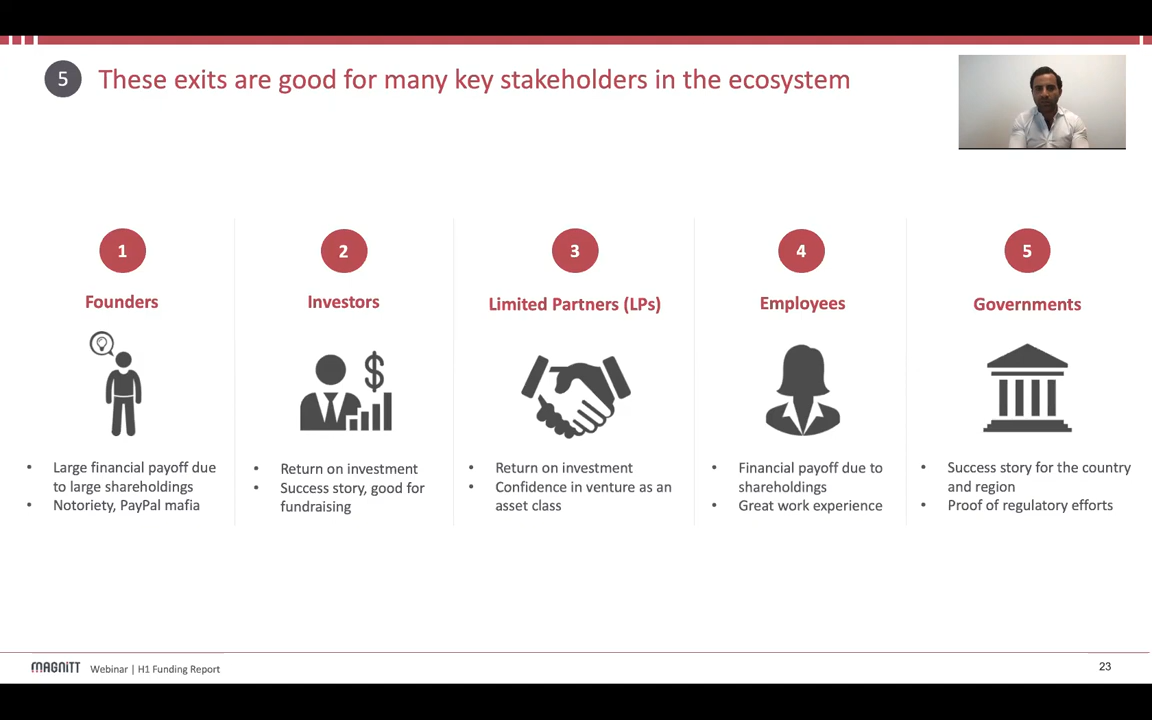 5
These exits are good for many key stakeholders in the ecosystem
1
Founders
• Large financial payoff due
to large shareholdings
• Notoriety, PayPal mafia
2
Investors
$
• Return on investment
• Success story, good for
fundraising
3
Limited Partners (LPs)
• Return on investment
• Confidence in venture as an
asset class
4
Employees
• Financial payoff due to
shareholdings
• Great work experience
5
Governments
• Success story for the country
and region
• Proof of regulatory efforts
MAGNiTT Webinar | H1 Funding Report
23